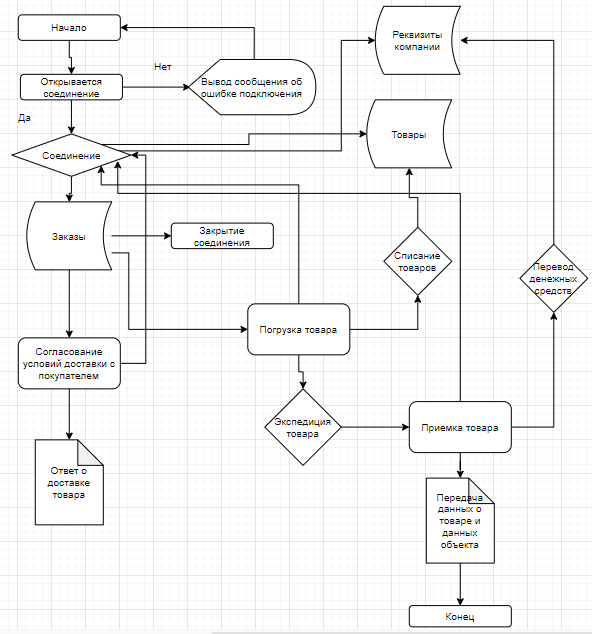 Начало
Реквизиты
компании
Нет
Открывается
соединение
Вывод сообщения об
ошибке подключения
Да
Товары
Соединение
Заказы
Закрытие
соединения
Списание
товаров
Перевод
денежных
средств
Погрузка товара
Согласование
условий доставки с
покупателем
Экспедиция
товара
Приемка товара
Ответ о
доставке
товара
Передача
данных о
товаре и
данных
объекта
Конец